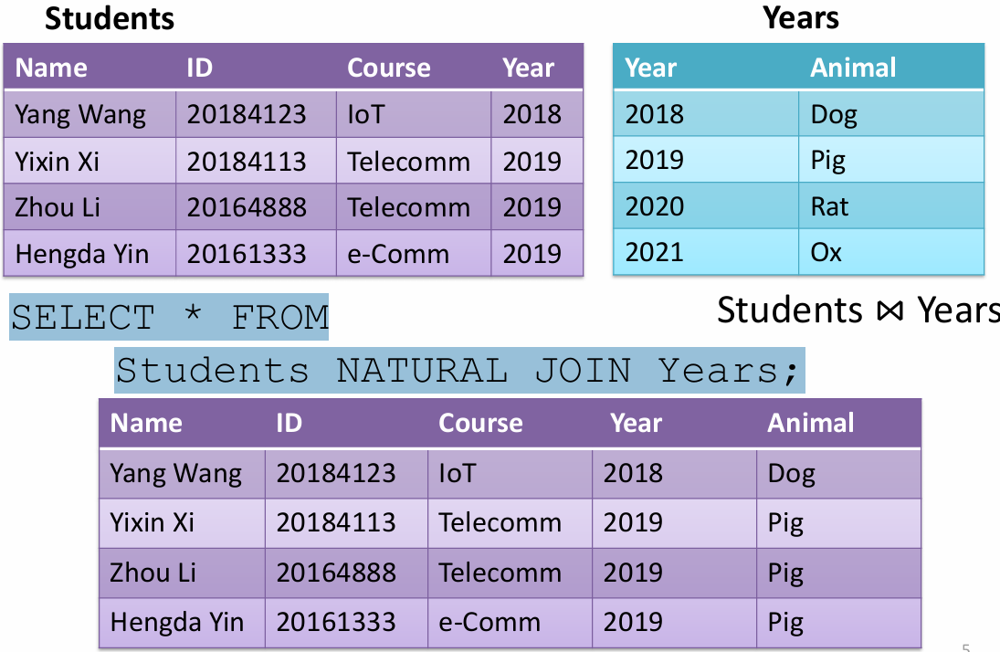 Students
Name ID Course Year
Yang Wang 20184123 IoT 2018
Yixin Xi 20184113 Telecomm 2019
Zhou Li 20164888 Telecomm 2019
Hengda Yin 20161333 e-Comm 2019
Years
Year Animal
2018 Dog
2019 Pig
2020 Rat
2021 Ox
SELECT * FROM
Students ⋈ Years
Students NATURAL JOIN Years;
Name ID Course Year Animal
Yang Wang 20184123 IoT 2018 Dog
Yixin Xi 20184113 Telecomm 2019 Pig
Zhou Li 20164888 Telecomm 2019 Pig
Hengda Yin 20161333 e-Comm 2019 Pig
5